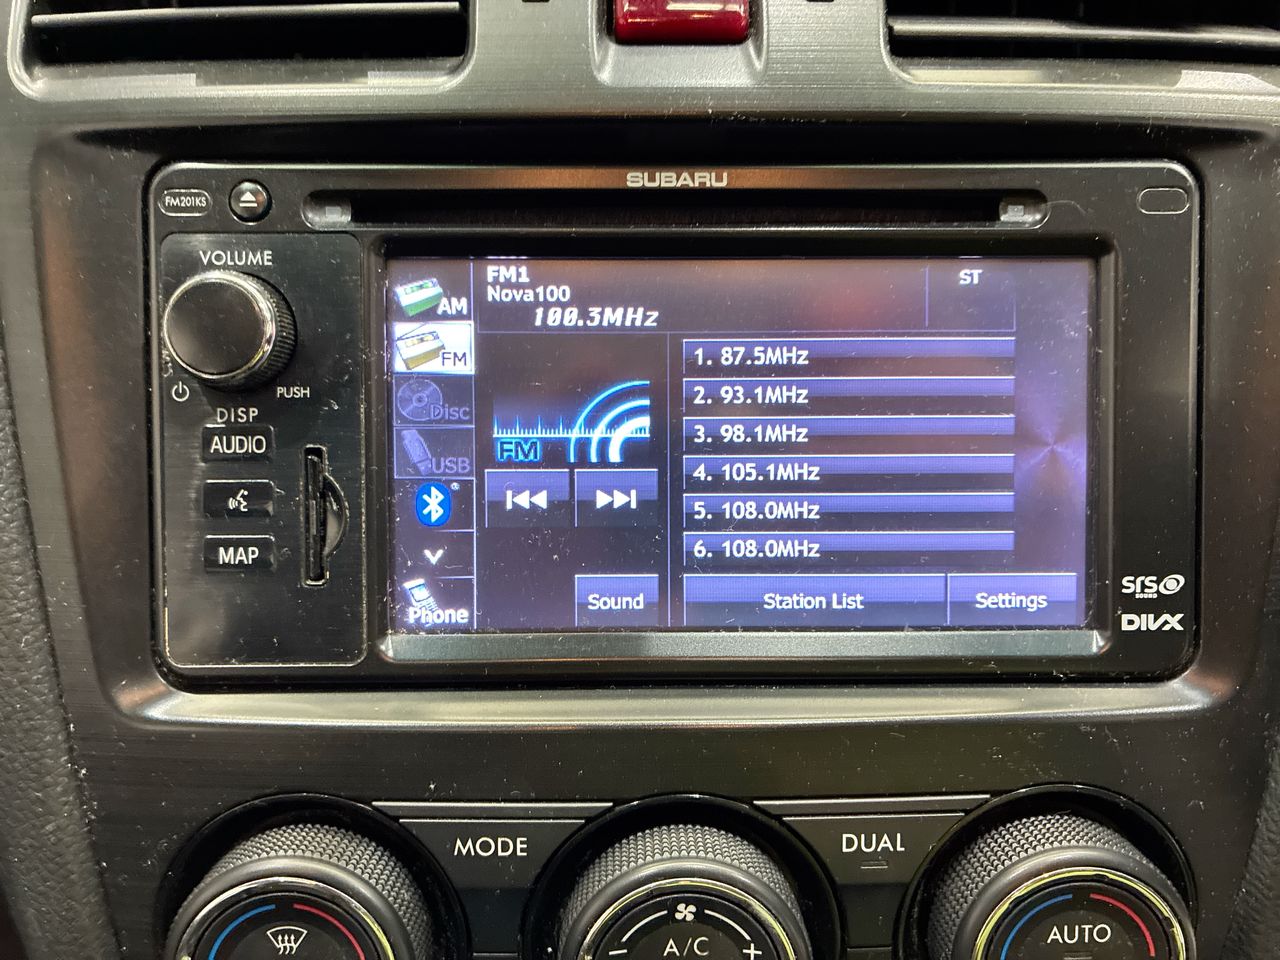 SUBARU
FM201KS
VOLUME
PUSH
DISP
AUDIO
MAP
AM
FM
Disc
USB
Phone
FM1
Nova100
100.3MHz
ST
FM
1. 87.5MHz
2. 93.1MHz
3. 98.1MHz
4. 105.1MHz
5. 108.0MHz
6. 108.0MHz
Sound
Station List
Settings
SRS
SOUND
DIVX
MODE
DUAL
A/C
AUTO